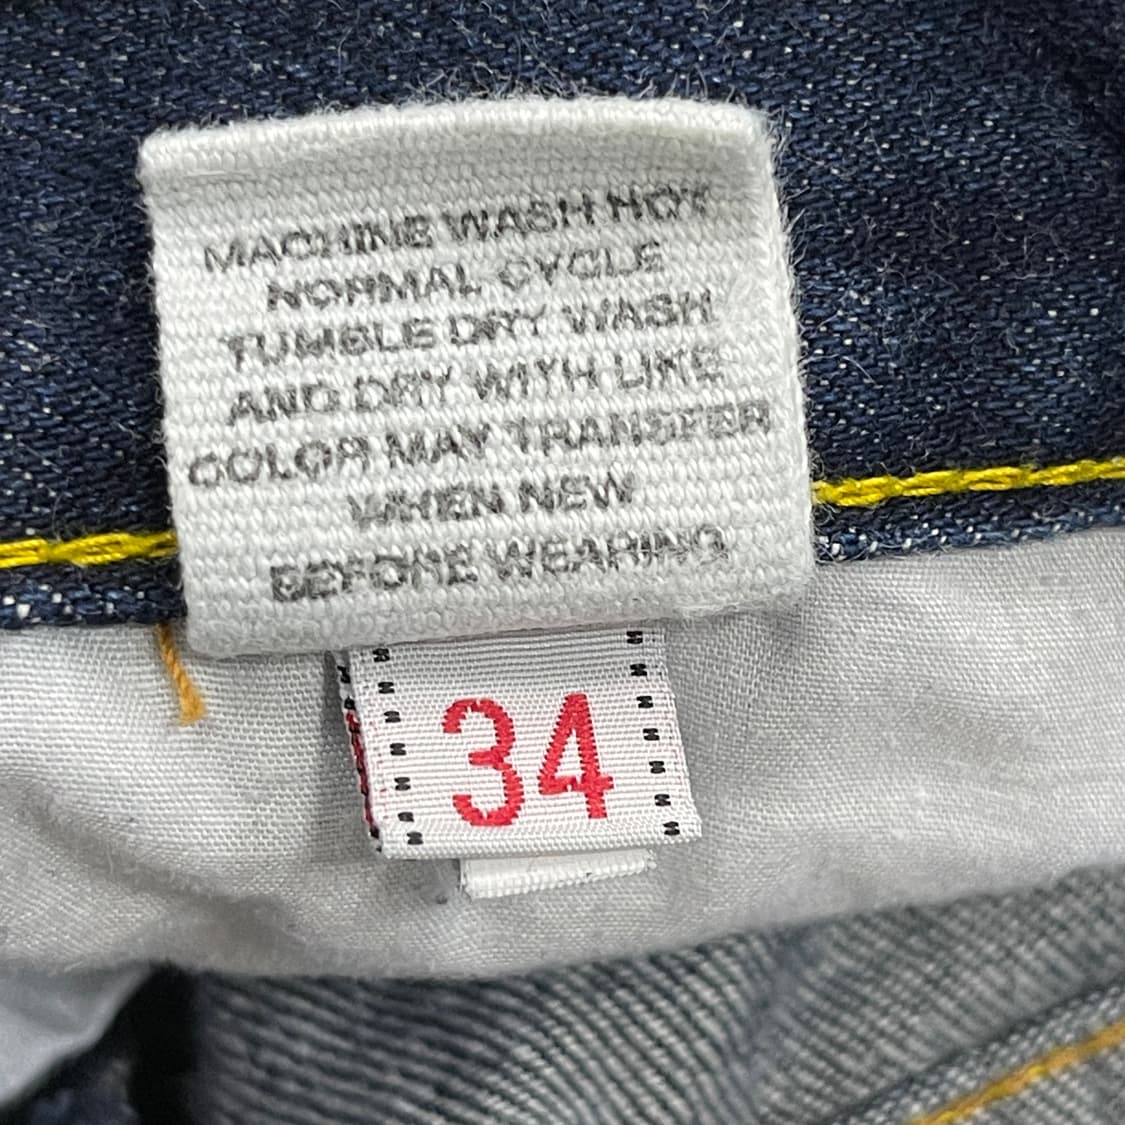 MACHINE WASH HOT
NORMAL CYCLE
TUMBLE DRY WASH
AND DRY WITH LIKE
COLOR MAY TRANSFER
WHEN NEW
BEFORE WEARING
34